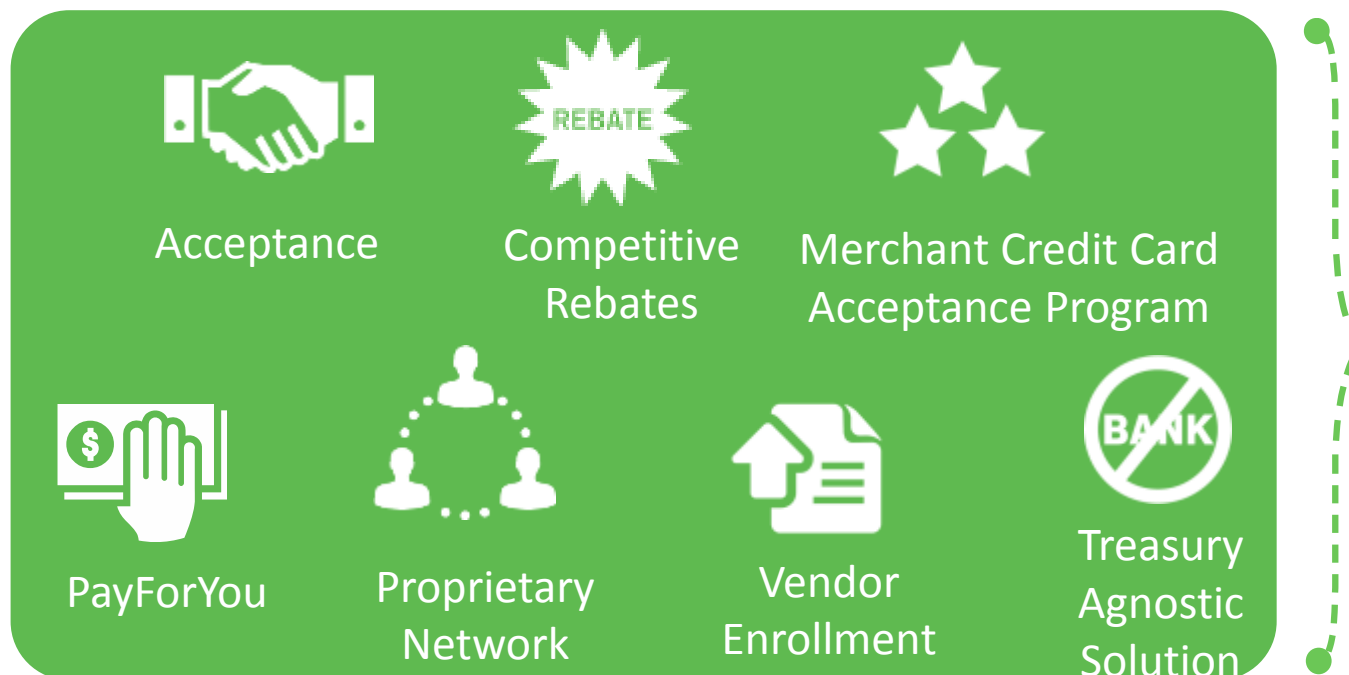 REBATE
Acceptance
Competitive
Rebates
Merchant Credit Card
Acceptance Program
$
BANK
PayForYou
Proprietary
Network
Vendor
Enrollment
Treasury
Agnostic
Solution